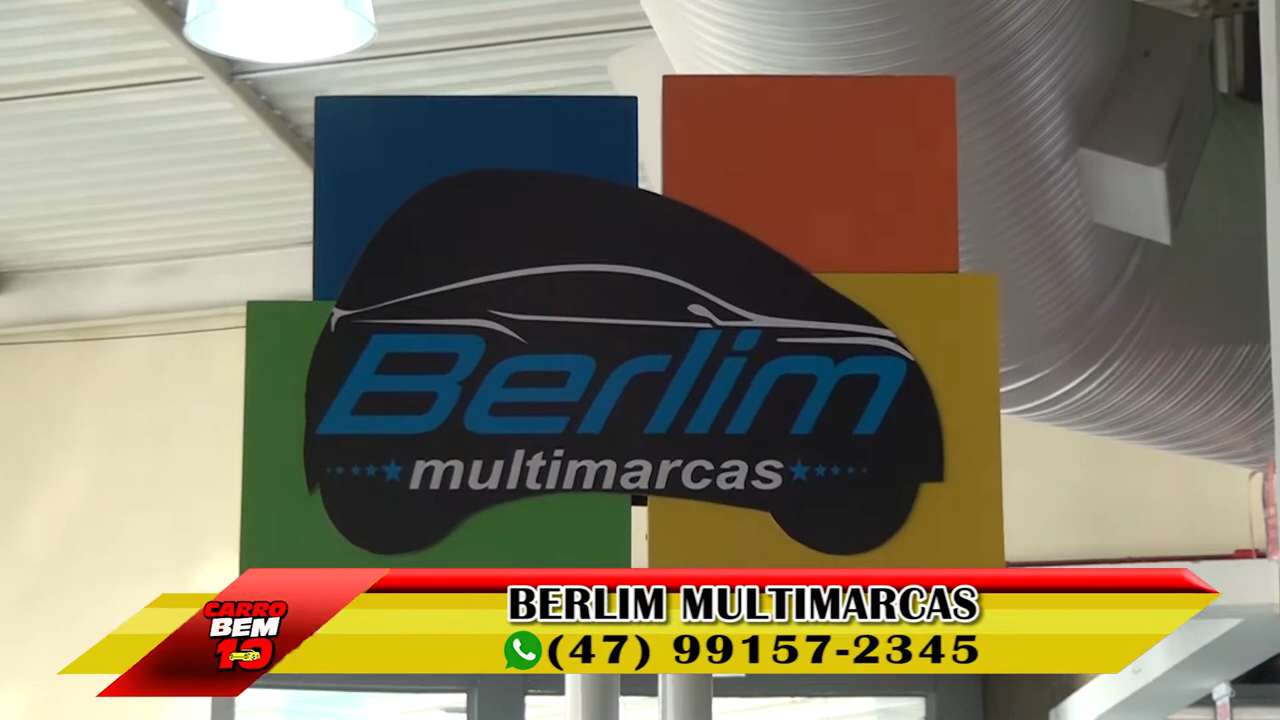 Berlim
multimarcas
CARRO
BEM
10
BERLIM MULTIMARCAS
(47) 99157-2345